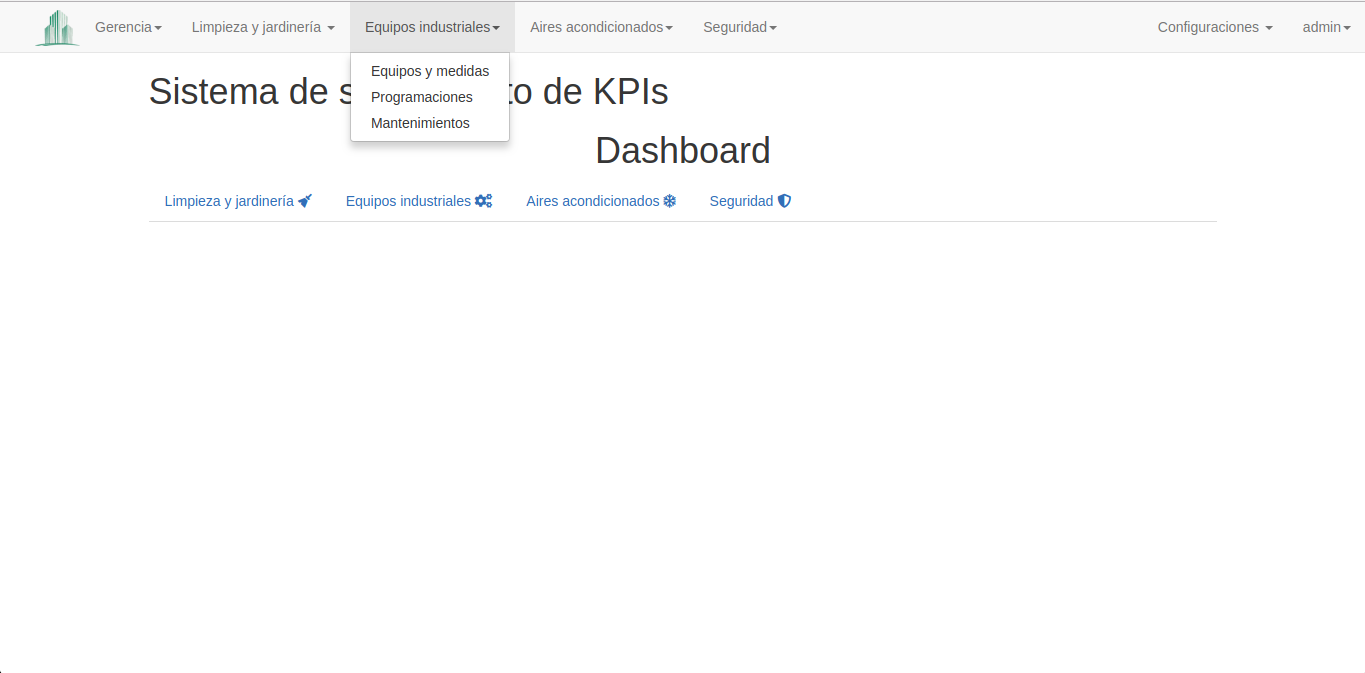 Gerencia Limpieza y jardinería Equipos industriales Aires acondicionados Seguridad Configuraciones admin
Equipos y medidas
Programaciones
Mantenimientos
Sistema de to de KPIs
Dashboard
Limpieza y jardinería Equipos industriales Aires acondicionados Seguridad